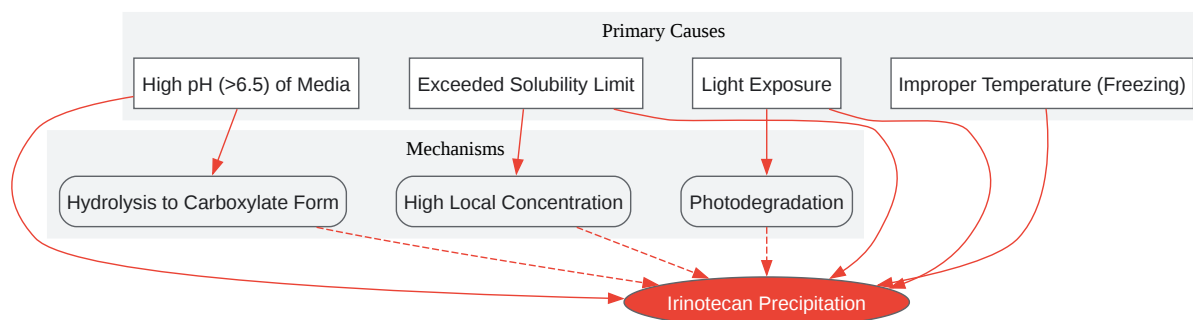 Primary Causes
High pH (>6.5) of Media
Exceeded Solubility Limit
Light Exposure
Improper Temperature (Freezing)
Mechanisms
Hydrolysis to Carboxylate Form
High Local Concentration
Photodegradation
Irinotecan Precipitation